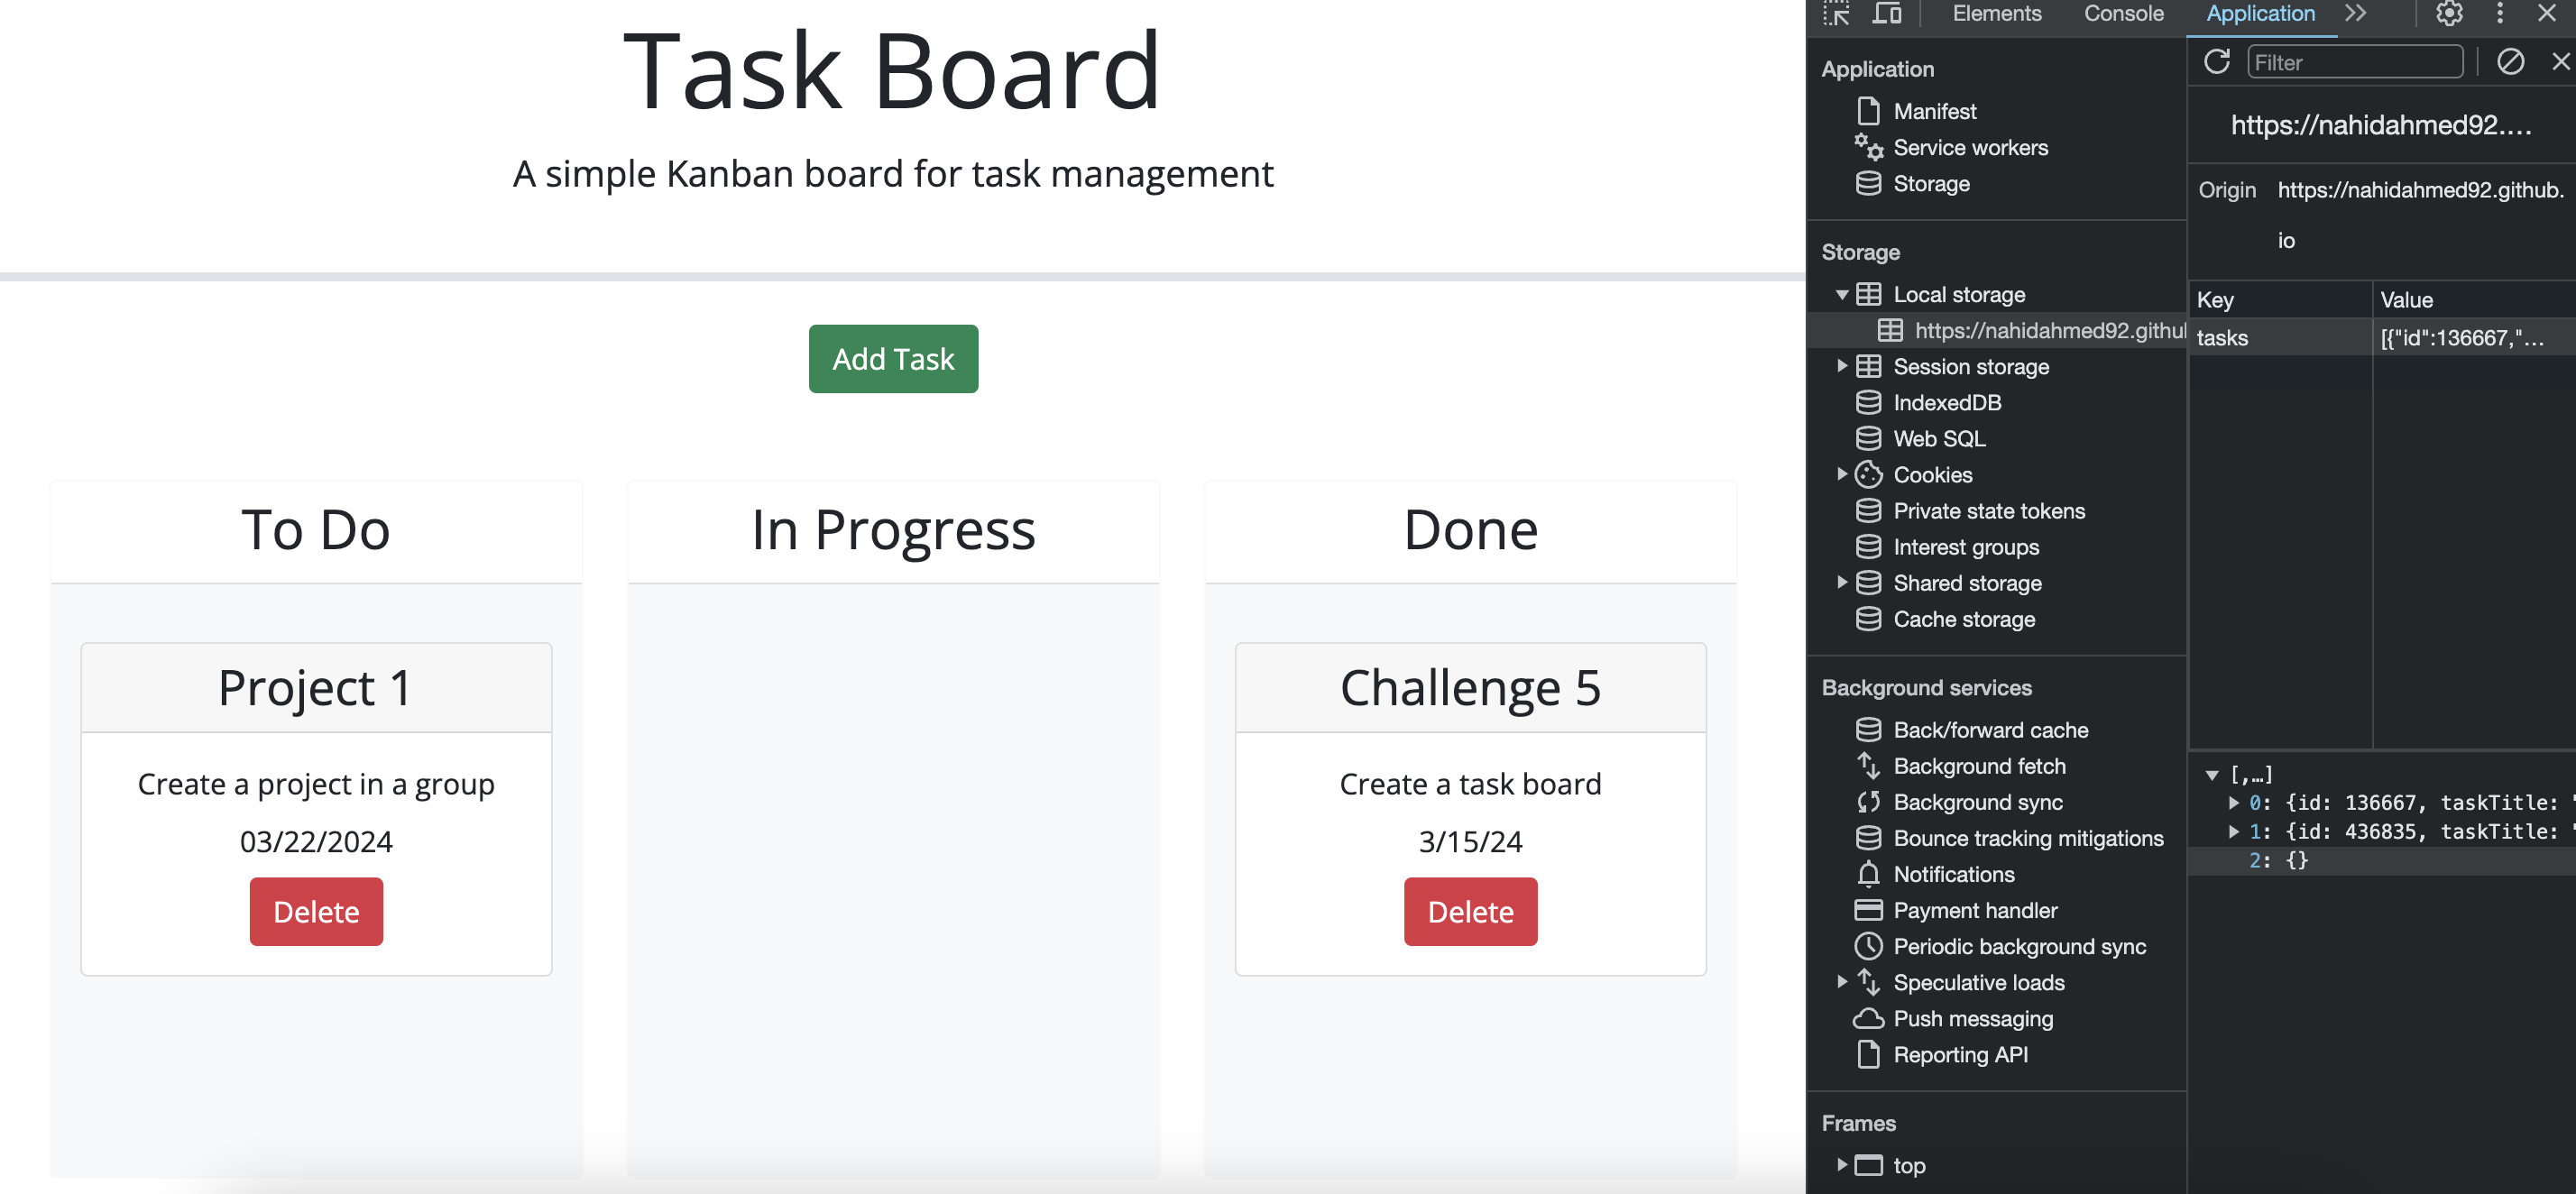 Task Board
A simple Kanban board for task management
Add Task
To Do
Project 1
Create a project in a group
03/22/2024
Delete
In Progress
Done
Challenge 5
Create a task board
3/15/24
Delete
Elements Console Application
Application
Manifest
Service workers
Storage
Storage
Local storage
https://nahidahmed92.githu
Session storage
IndexedDB
Web SQL
Cookies
Private state tokens
Interest groups
Shared storage
Cache storage
Background services
Back/forward cache
Background fetch
Background sync
Bounce tracking mitigations
Notifications
Payment handler
Periodic background sync
Speculative loads
Push messaging
Reporting API
Frames
top
Filter
https://nahidahmed92....
Origin https://nahidahmed92.github.
io
Key Value
tasks [{"id":136667,"...
[,…]
0: {id: 136667, taskTitle: "
1: {id: 436835, taskTitle: "
2: {}